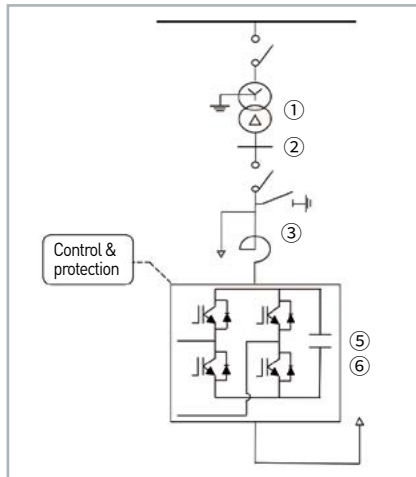 ①
②
③
Control &
protection
⑤
⑥